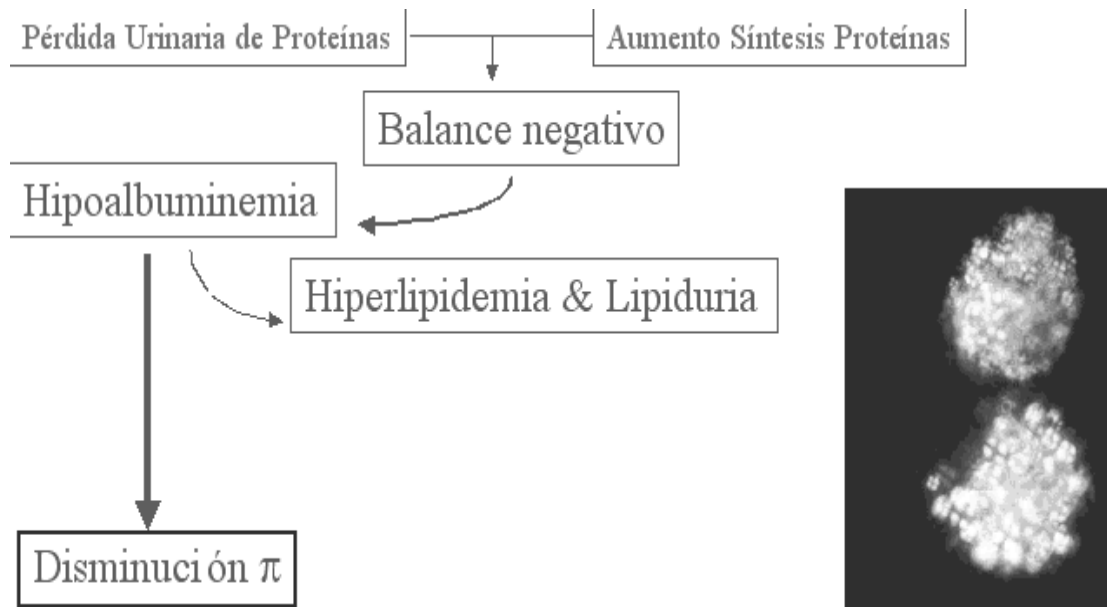 Pérdida Urinaria de Proteínas
Aumento Síntesis Proteínas
Balance negativo
Hipoalbuminemia
Hiperlipidemia & Lipiduria
Disminución π